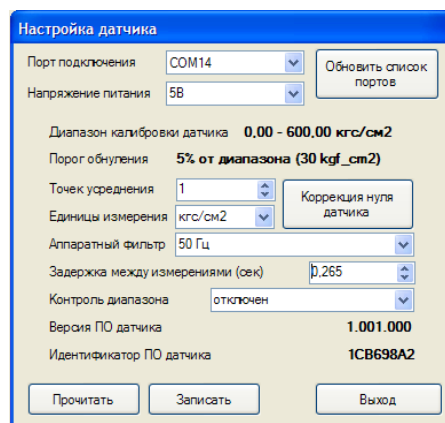 Настройка датчика
Порт подключения COM14 Обновить список портов
Напряжение питания 5В
Диапазон калибровки датчика 0,00 - 600,00 кгс/см2
Порог обнуления 5% от диапазона (30 kgf_cm2)
Точек усреднения 1 Коррекция нуля датчика
Единицы измерения кгс/см2
Аппаратный фильтр 50 Гц
Задержка между измерениями (сек) 0,265
Контроль диапазона отключен
Версия ПО датчика 1.001.000
Идентификатор ПО датчика 1CB698A2
Прочитать Записать Выход